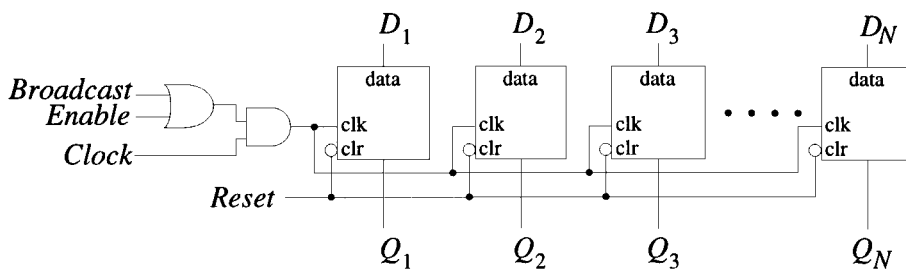 D1 D2 D3 DN
data data data data
Broadcast
Enable
clk clk clk clk
Clock
clr clr clr clr
Reset
Q1 Q2 Q3 QN